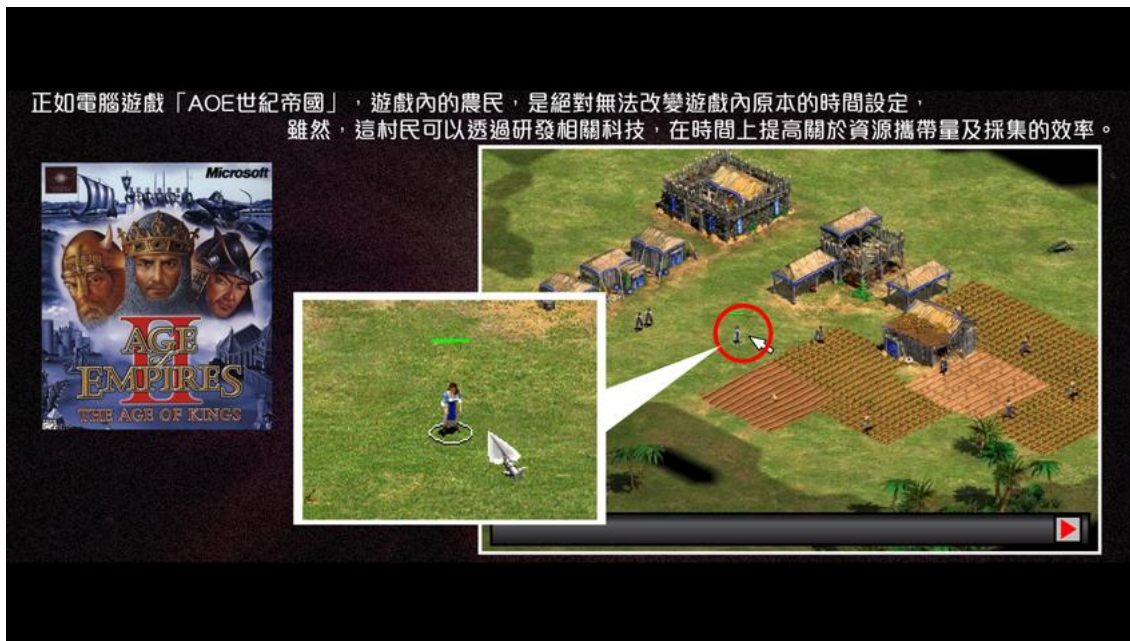 正如電腦遊戲「AOE世紀帝國」，遊戲內的農民，是絕對無法改變遊戲內原本的時間設定，
雖然，這村民可以透過研發相關科技，在時間上提高關於資源攜帶量及採集的效率。
Microsoft
II
AGE
of
EMPIRES
THE AGE OF KINGS